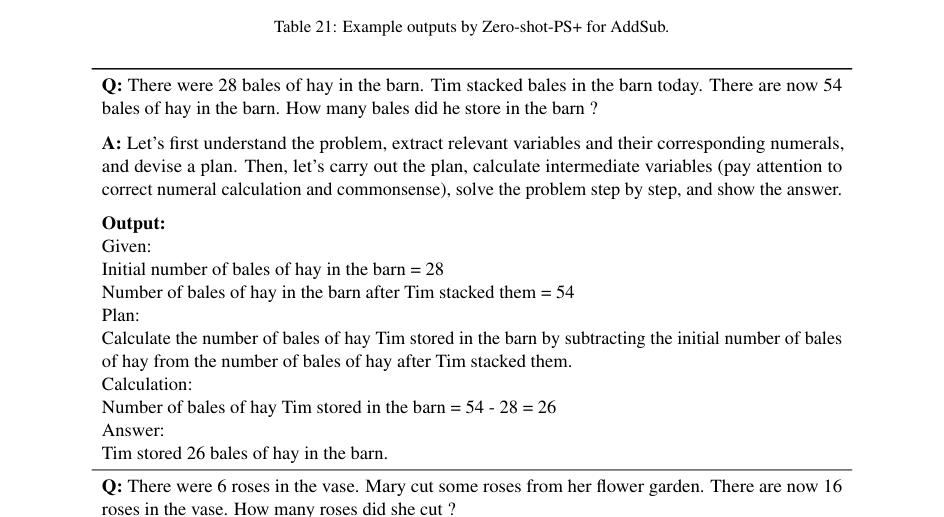 Table 21: Example outputs by Zero-shot-PS+ for AddSub.
Q: There were 28 bales of hay in the barn. Tim stacked bales in the barn today. There are now 54
bales of hay in the barn. How many bales did he store in the barn ?
A: Let's first understand the problem, extract relevant variables and their corresponding numerals,
and devise a plan. Then, let's carry out the plan, calculate intermediate variables (pay attention to
correct numeral calculation and commonsense), solve the problem step by step, and show the answer.
Output:
Given:
Initial number of bales of hay in the barn = 28
Number of bales of hay in the barn after Tim stacked them = 54
Plan:
Calculate the number of bales of hay Tim stored in the barn by subtracting the initial number of bales
of hay from the number of bales of hay after Tim stacked them.
Calculation:
Number of bales of hay Tim stored in the barn = 54 - 28 = 26
Answer:
Tim stored 26 bales of hay in the barn.
Q: There were 6 roses in the vase. Mary cut some roses from her flower garden. There are now 16
roses in the vase. How many roses did she cut ?